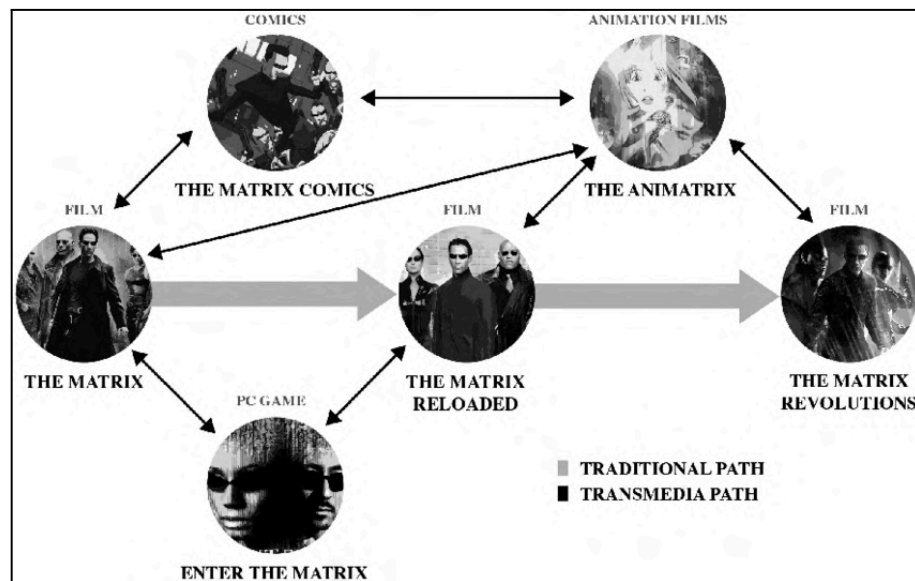 COMICS
ANIMATION FILMS
THE MATRIX COMICS
THE ANIMATRIX
FILM
FILM
FILM
THE MATRIX
THE MATRIX
RELOADED
THE MATRIX
REVOLUTIONS
PC GAME
TRADITIONAL PATH
TRANSMEDIA PATH
ENTER THE MATRIX